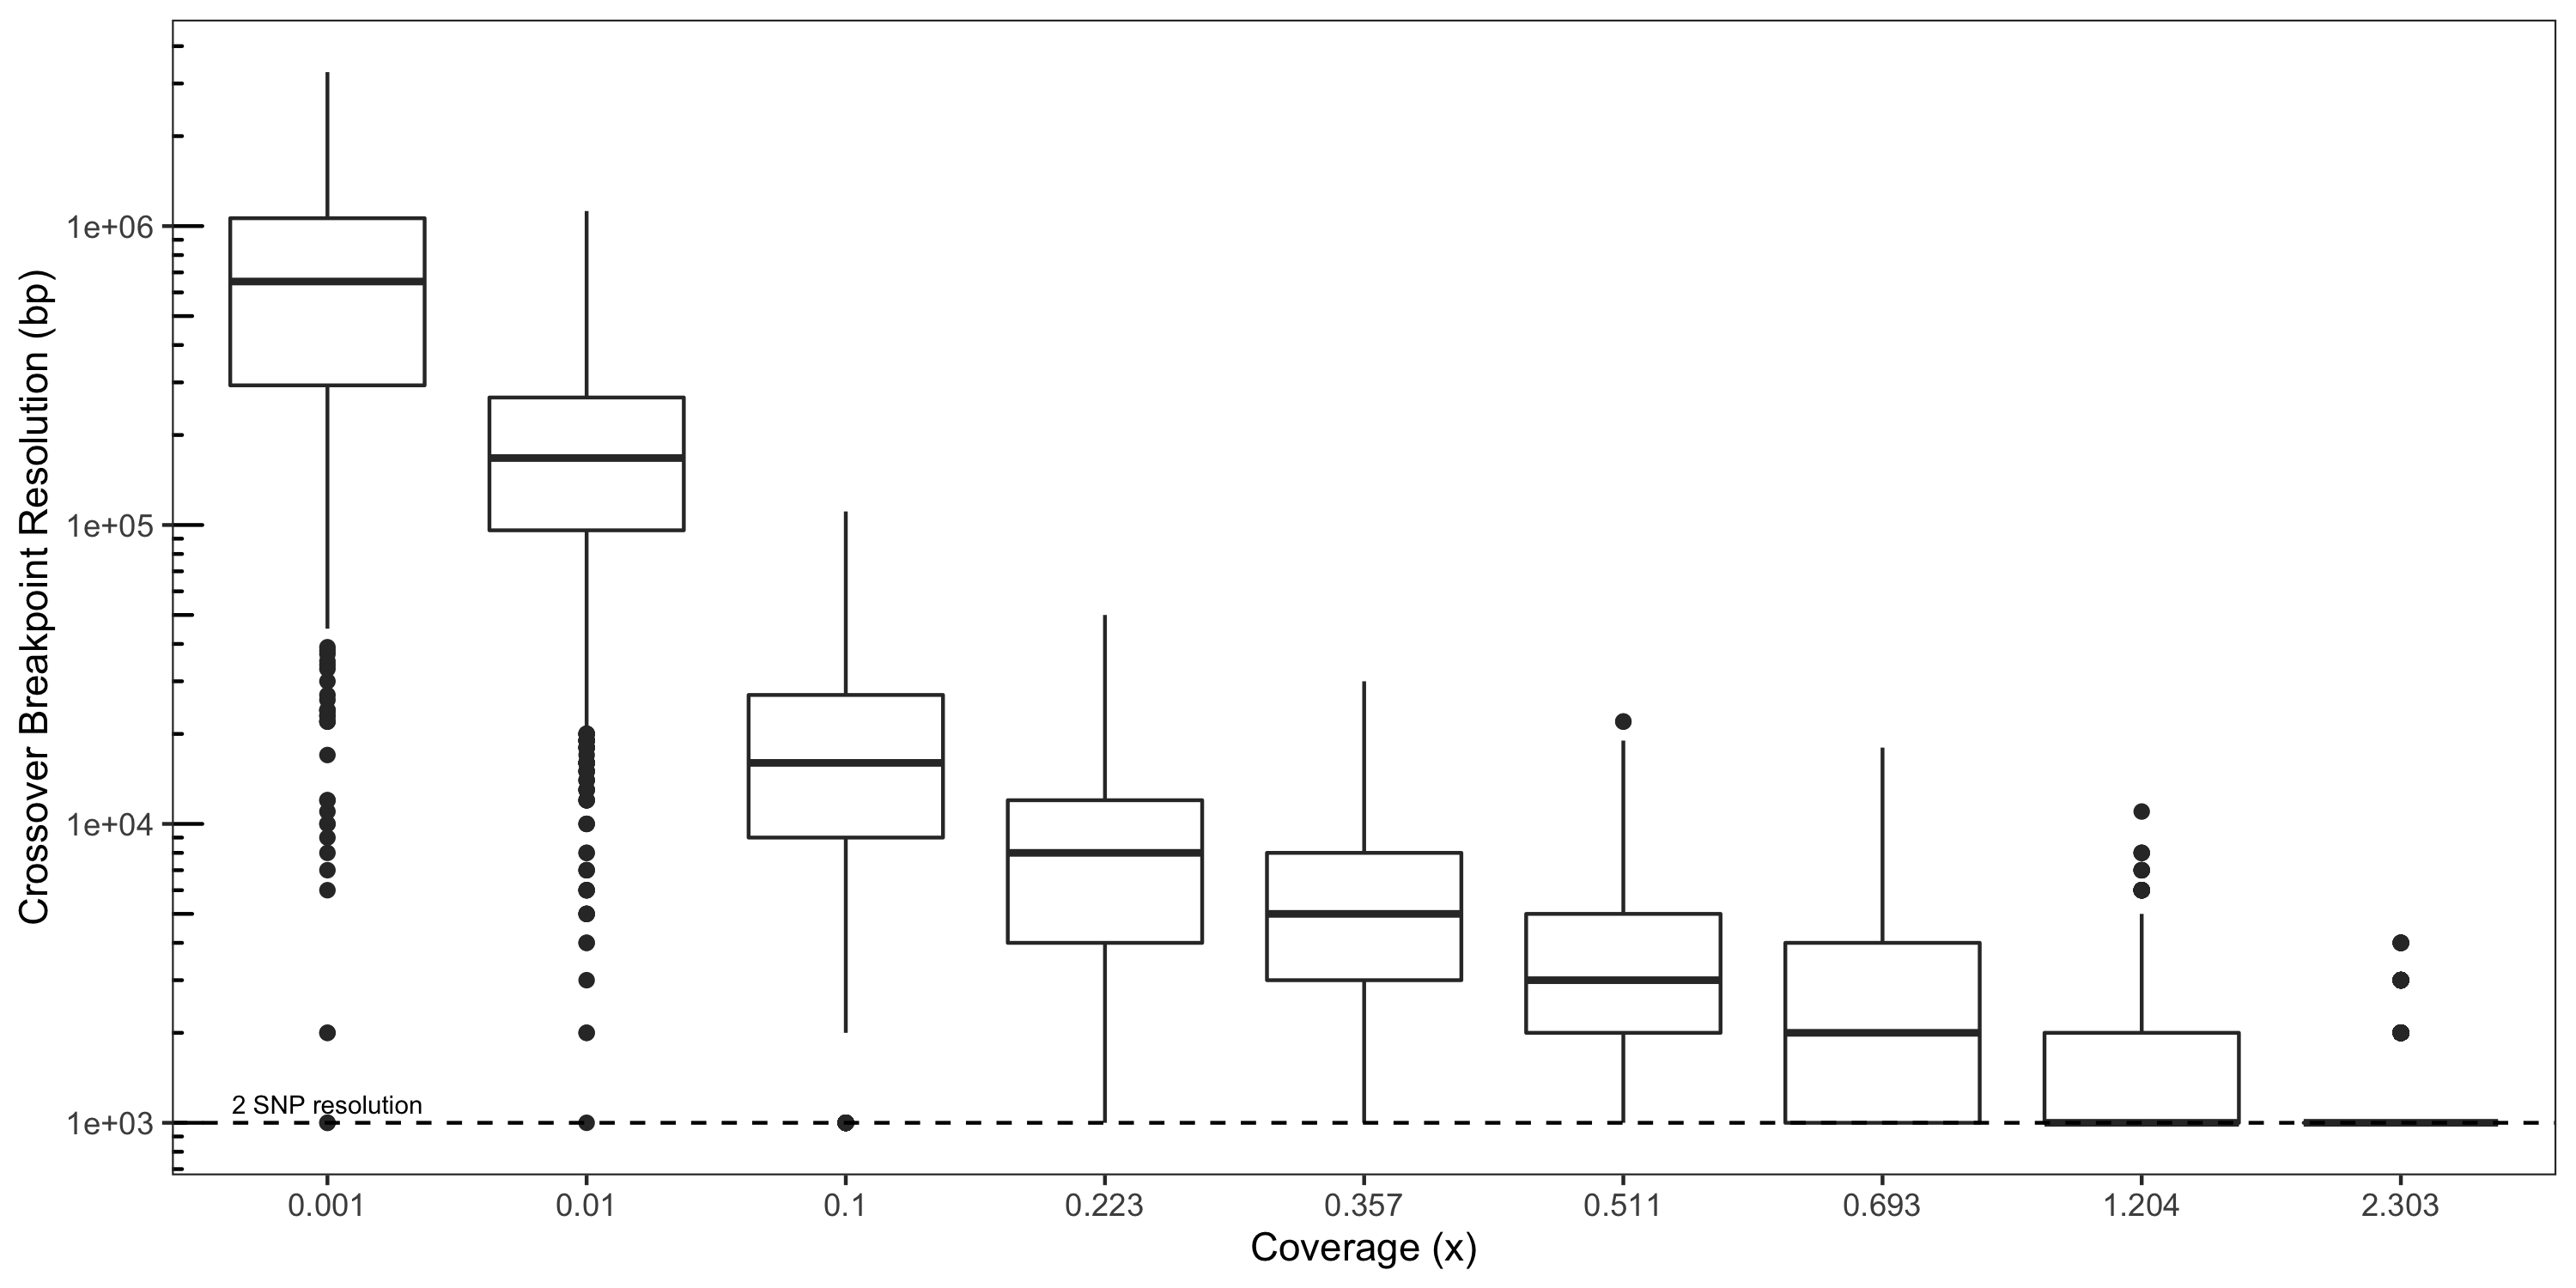 Crossover Breakpoint Resolution (bp)
1e+06
1e+05
1e+04
1e+03
2 SNP resolution
0.001 0.01 0.1 0.223 0.357 0.511 0.693 1.204 2.303
Coverage (x)